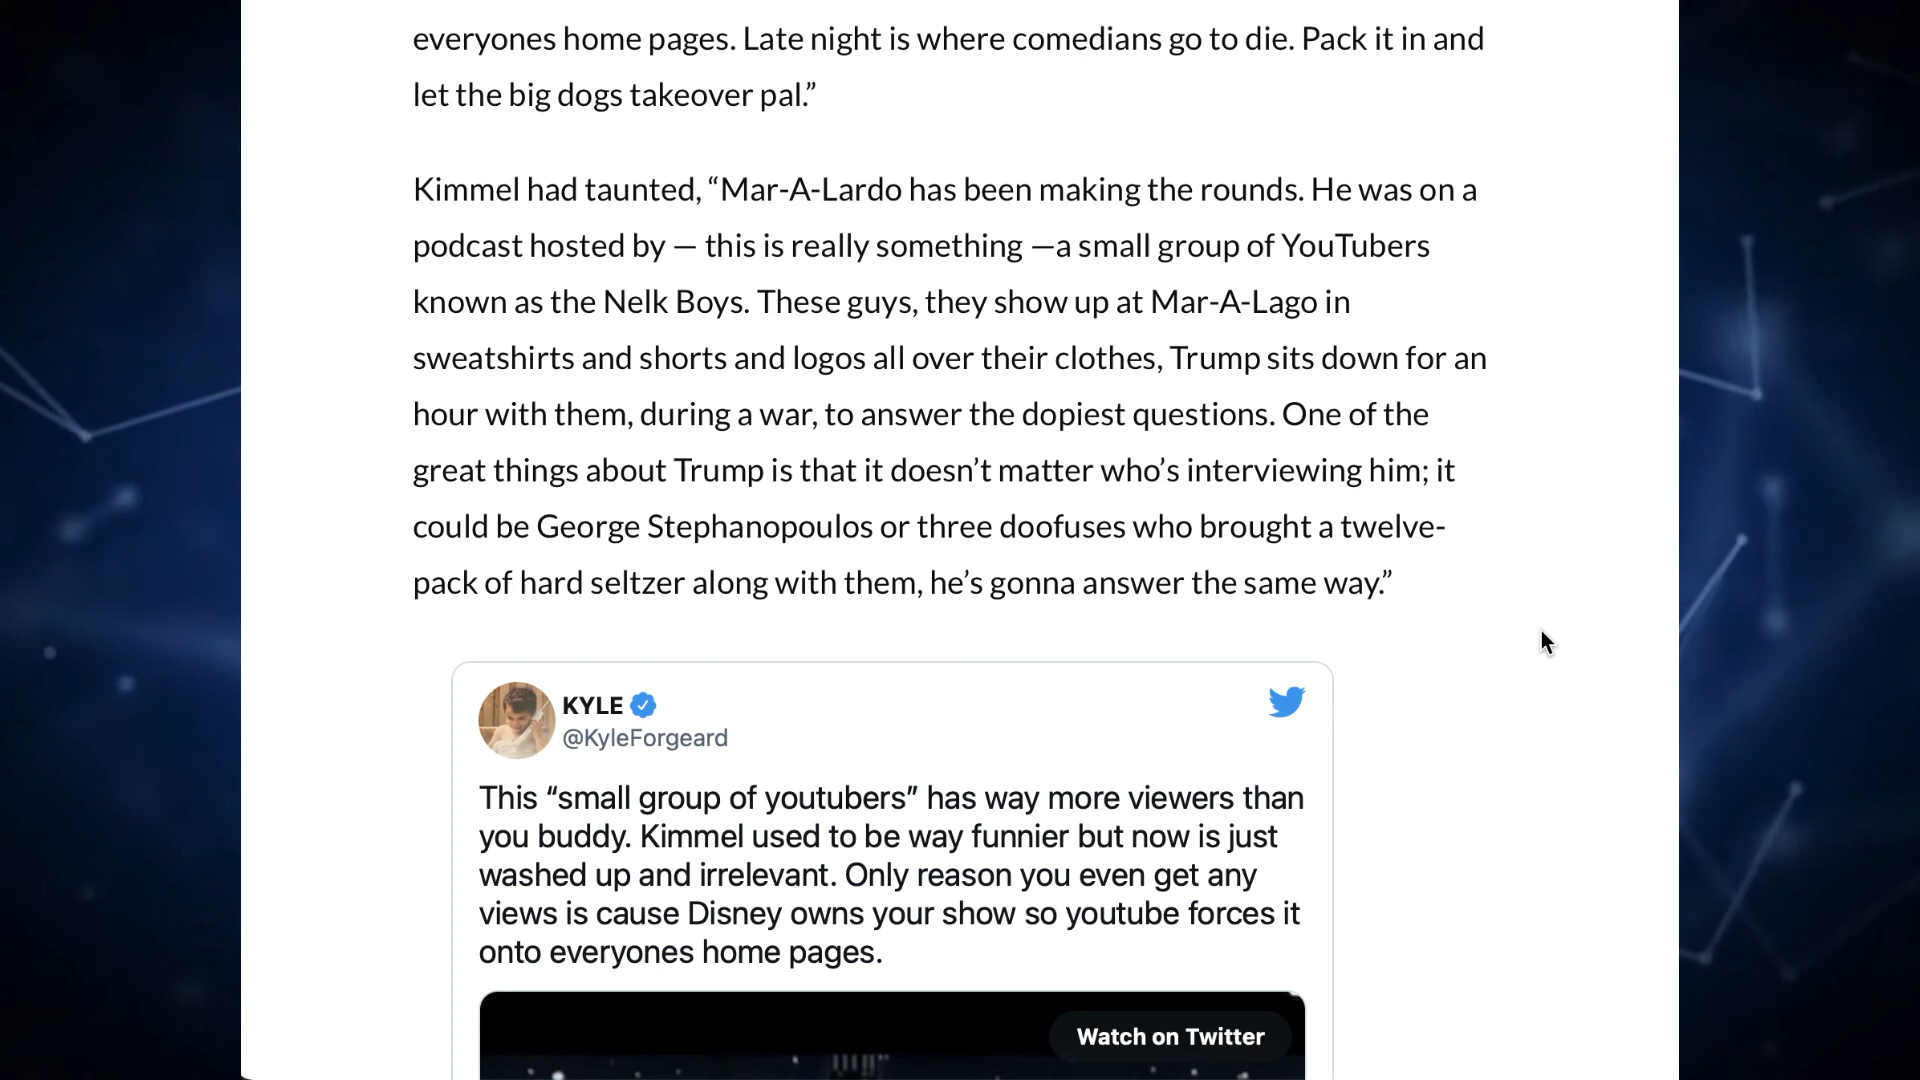 everyones home pages. Late night is where comedians go to die. Pack it in and
let the big dogs takeover pal.”
Kimmel had taunted, “Mar-A-Lardo has been making the rounds. He was on a
podcast hosted by — this is really something —a small group of YouTubers
known as the Nelk Boys. These guys, they show up at Mar-A-Lago in
sweatshirts and shorts and logos all over their clothes, Trump sits down for an
hour with them, during a war, to answer the dopiest questions. One of the
great things about Trump is that it doesn’t matter who’s interviewing him; it
could be George Stephanopoulos or three doofuses who brought a twelve-
pack of hard seltzer along with them, he’s gonna answer the same way.”
KYLE
@KyleForgeard
This “small group of youtubers” has way more viewers than
you buddy. Kimmel used to be way funnier but now is just
washed up and irrelevant. Only reason you even get any
views is cause Disney owns your show so youtube forces it
onto everyones home pages.
Watch on Twitter